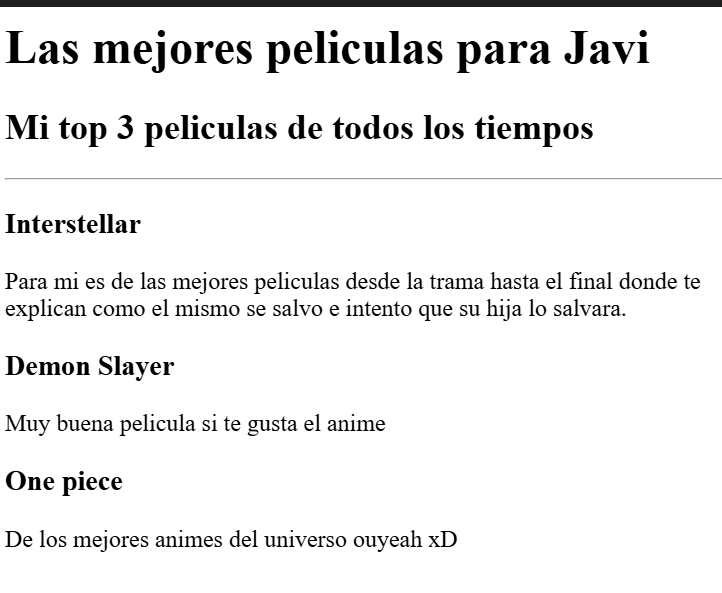 Las mejores peliculas para Javi
Mi top 3 peliculas de todos los tiempos
Interstellar
Para mi es de las mejores peliculas desde la trama hasta el final donde te
explican como el mismo se salvo e intento que su hija lo salvara.
Demon Slayer
Muy buena pelicula si te gusta el anime
One piece
De los mejores animes del universo ouyeah xD